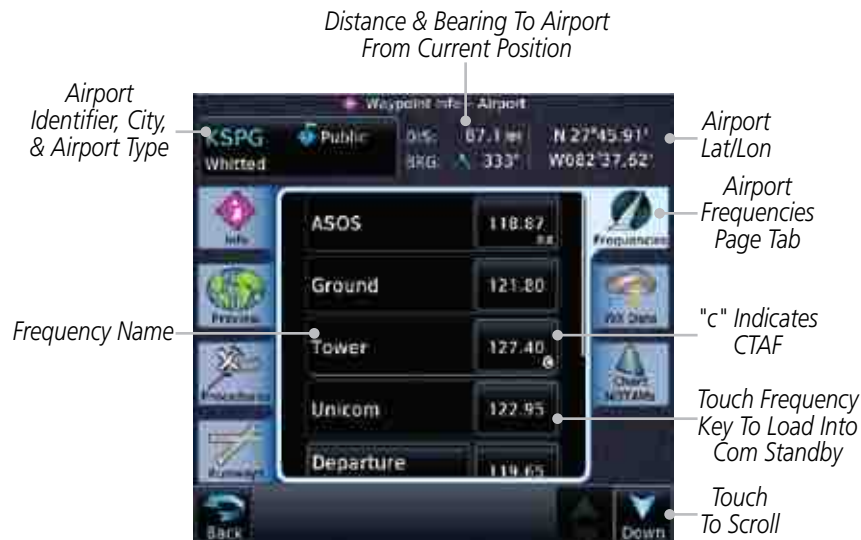 Distance & Bearing To Airport
From Current Position
Airport
Identifier, City,
& Airport Type
Waypoint Info – Airport
KSPG Public DIS: 87.1 N 27°45.91'
Whitted BRG: 333° W082°37.62'
Airport
Lat/Lon
Airport
Frequencies
Page Tab
Info
ASOS 118.87
RX
Frequencies
Preview
Ground 121.80
WX Data
Frequency Name
Tower 127.40
C
"c" Indicates
CTAF
Procedures
Chart
NOTAMs
Unicom 122.95
Touch Frequency
Key To Load Into
Com Standby
Runways
Departure 119.65
Back
Down
Touch
To Scroll